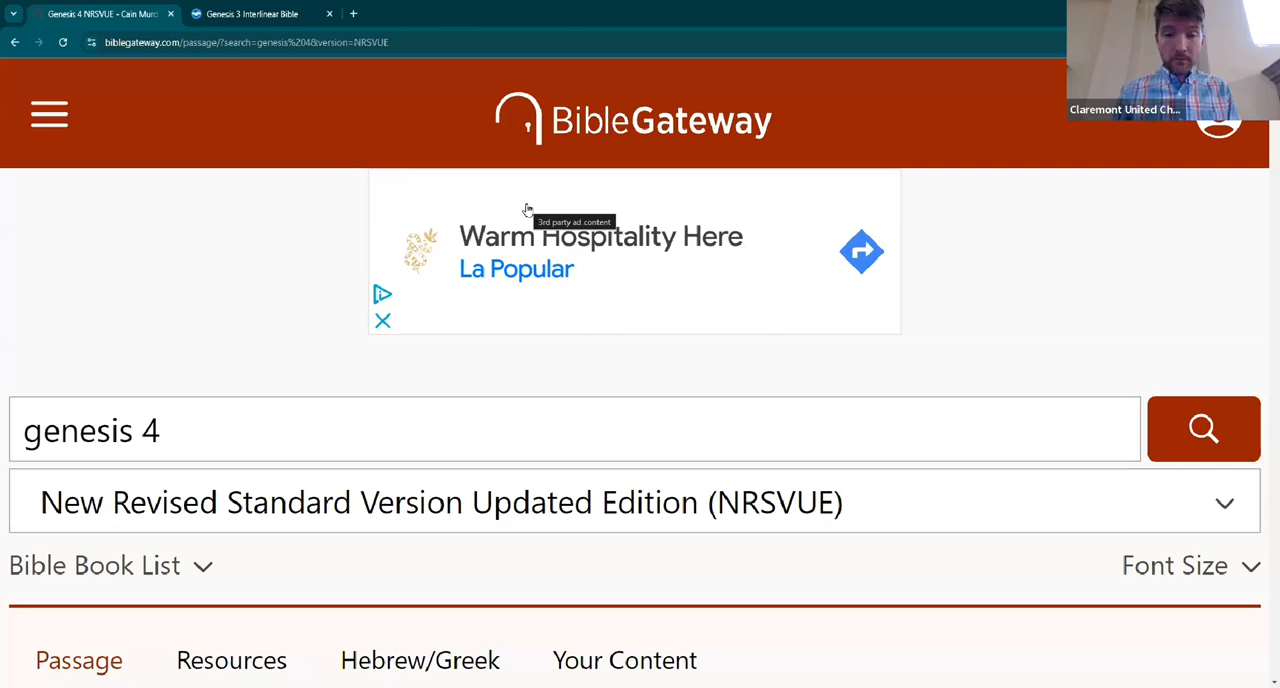 Genesis 4 NRSVUE - Cain Murd
Genesis 3 Interlinear Bible
biblegateway.com/passage/?search=genesis%204&version=NRSVUE
Claremont United Ch...
BibleGateway
3rd party ad content
Warm Hospitality Here
La Popular
genesis 4
New Revised Standard Version Updated Edition (NRSVUE)
Bible Book List
Font Size
Passage Resources Hebrew/Greek Your Content